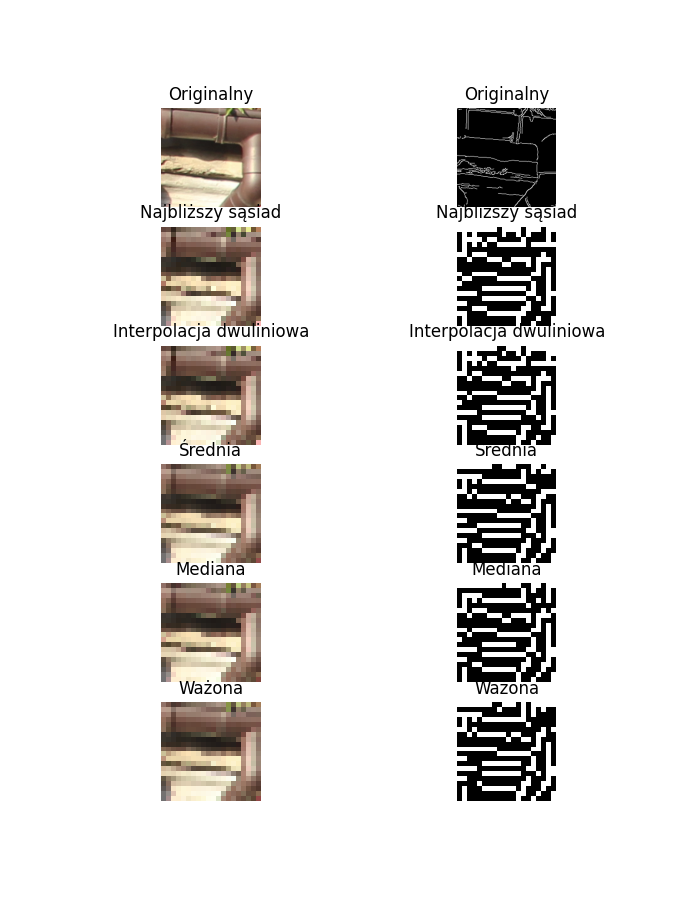 Originalny
Originalny
Najbliższy sąsiad
Najbliższy sąsiad
Interpolacja dwuliniowa
Interpolacja dwuliniowa
Średnia
Średnia
Mediana
Mediana
Ważona
Ważona